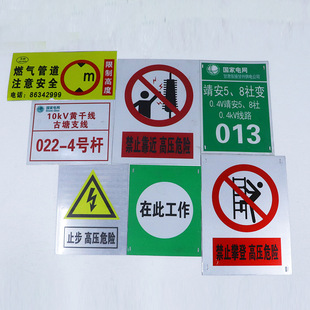 燃气管道
注意安全
电话：86342999
m
限制高度
国家电网
10kV黄干线
古塘支线
022-4号杆
禁止靠近 高压危险
国家电网
靖安5、8社变
0.4V靖安5、8社
0.4kV线路
013
止步 高压危险
在此工作
禁止攀登 高压危险